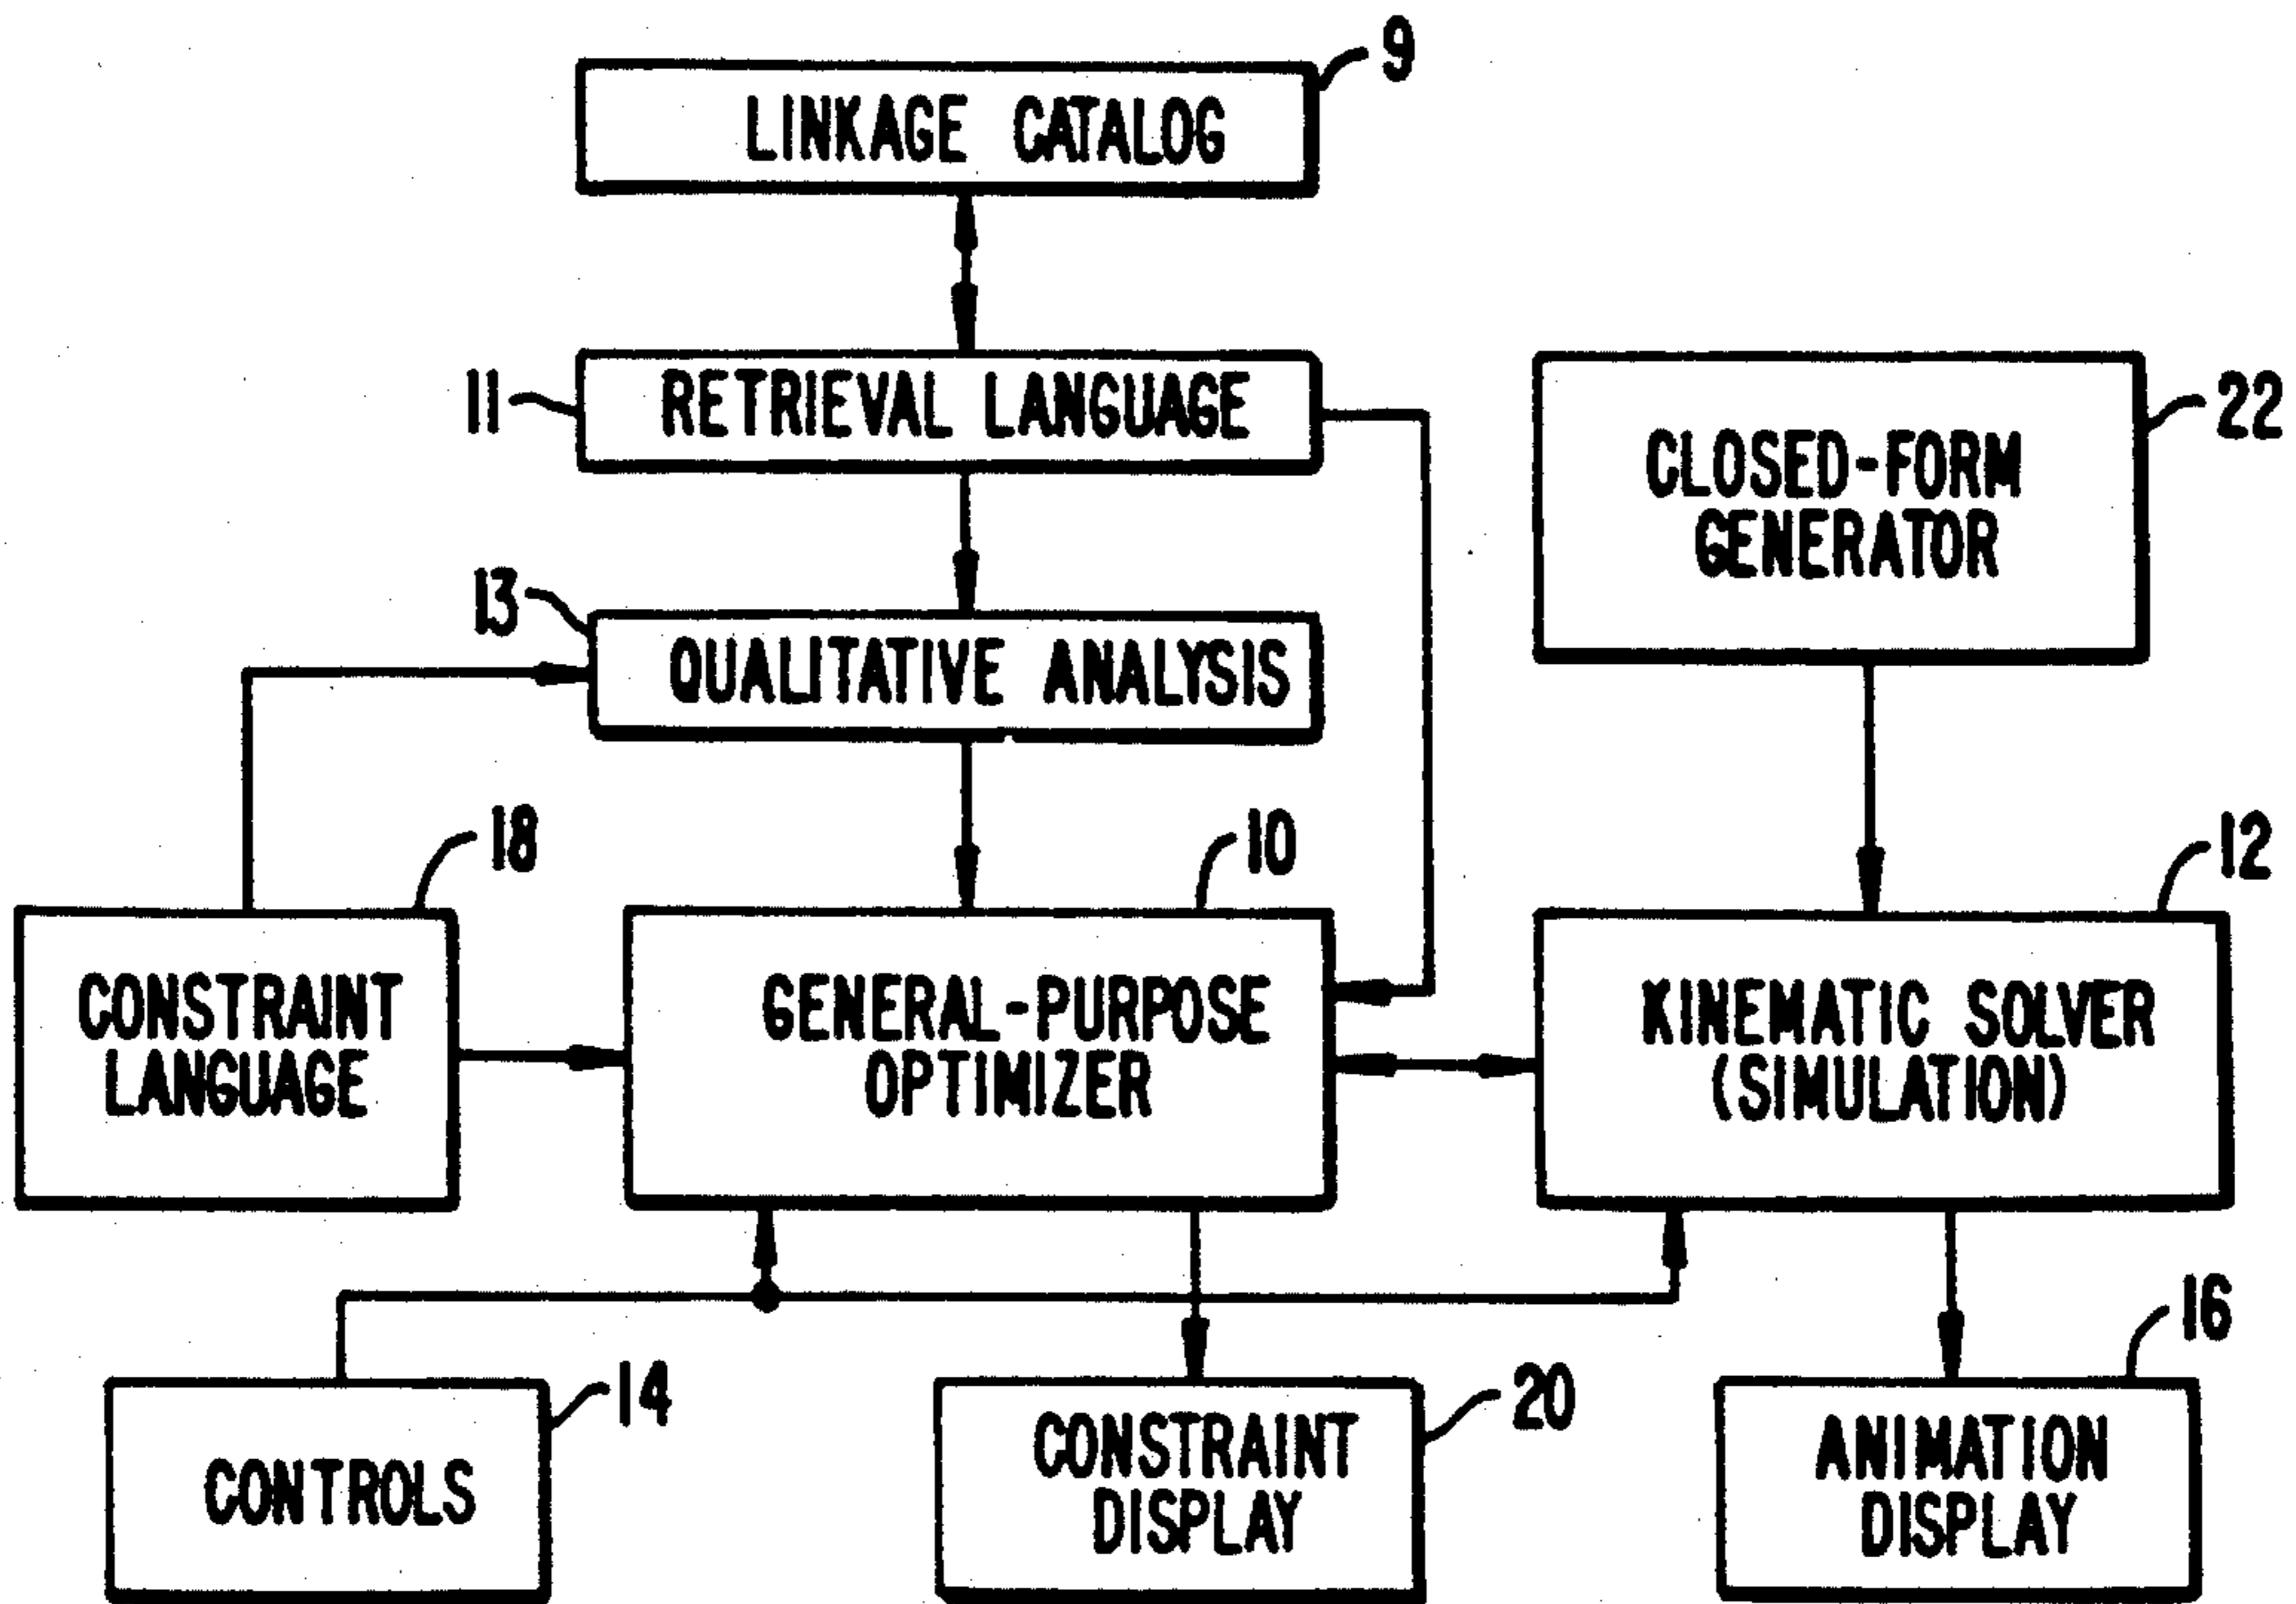 9
LINKAGE CATALOG
11
RETRIEVAL LANGUAGE
22
CLOSED-FORM
GENERATOR
13
QUALITATIVE ANALYSIS
18
10
12
CONSTRAINT
LANGUAGE
GENERAL-PURPOSE
OPTIMIZER
KINEMATIC SOLVER
(SIMULATION)
14
20
16
CONTROLS
CONSTRAINT
DISPLAY
ANIMATION
DISPLAY